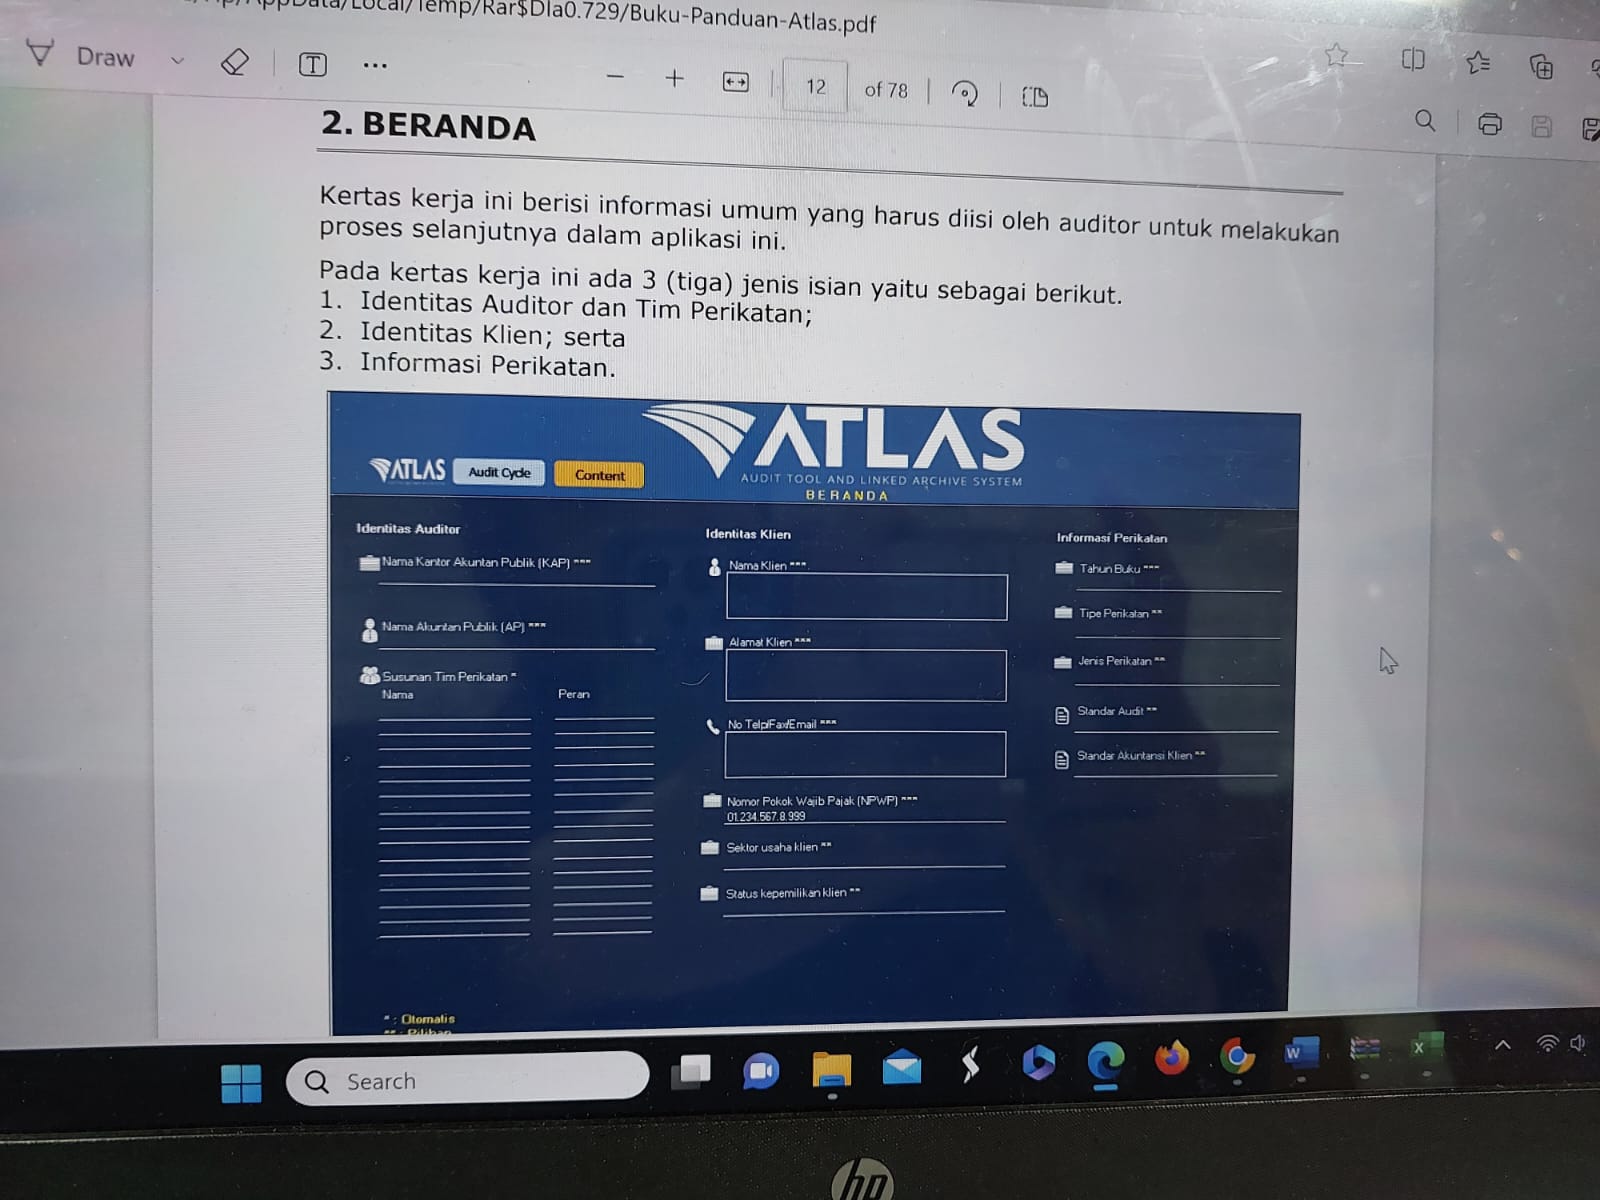 /AppData/Local/Temp/Rar$DIa0.729/Buku-Panduan-Atlas.pdf
Draw
T
12 of 78
2. BERANDA
Kertas kerja ini berisi informasi umum yang harus diisi oleh auditor untuk melakukan
proses selanjutnya dalam aplikasi ini.
Pada kertas kerja ini ada 3 (tiga) jenis isian yaitu sebagai berikut.
1. Identitas Auditor dan Tim Perikatan;
2. Identitas Klien; serta
3. Informasi Perikatan.
ATLAS
AUDIT TOOL AND LINKED ARCHIVE SYSTEM
BERANDA
ATLAS
Audit Cycle
Content
Identitas Auditor
Nama Kantor Akuntan Publik (KAP) ***
Nama Akuntan Publik (AP) ***
Susunan Tim Perikatan *
Nama Peran
Identitas Klien
Nama Klien ***
Alamat Klien ***
No Telp/Fax/Email ***
Nomor Pokok Wajib Pajak (NPWP) ***
01.234.567.8.999
Sektor usaha klien **
Status kepemilikan klien **
Informasi Perikatan
Tahun Buku ***
Tipe Perikatan **
Jenis Perikatan **
Standar Audit **
Standar Akuntansi Klien **
* : Otomatis
** : Pilihan
Search
W
X
hp